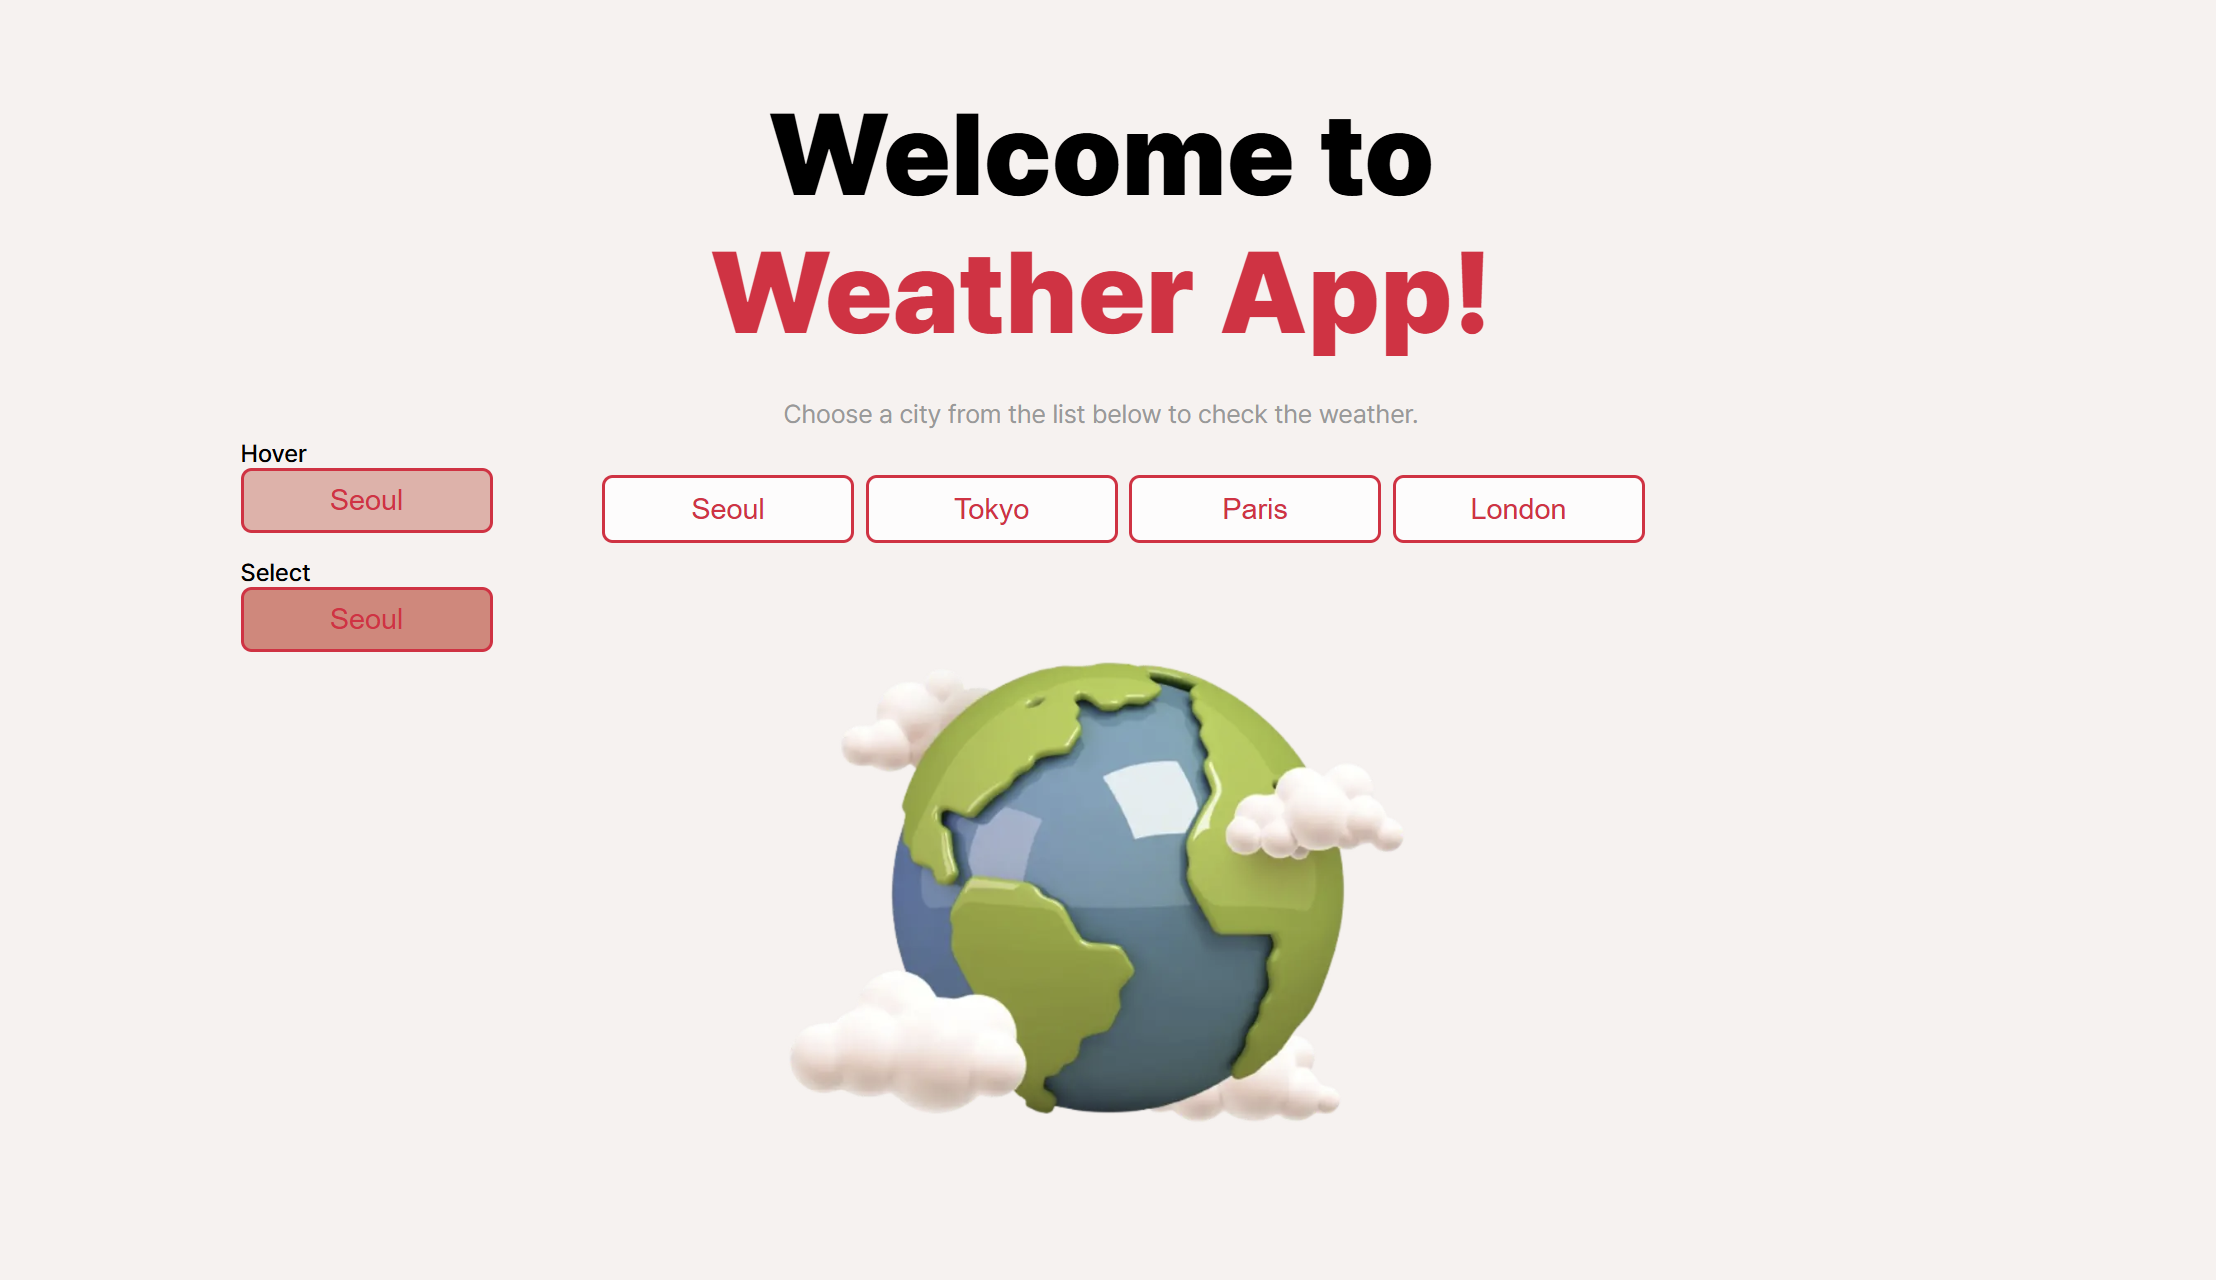 Welcome to
Weather App!
Choose a city from the list below to check the weather.
Hover
Seoul
Select
Seoul
Seoul
Tokyo
Paris
London